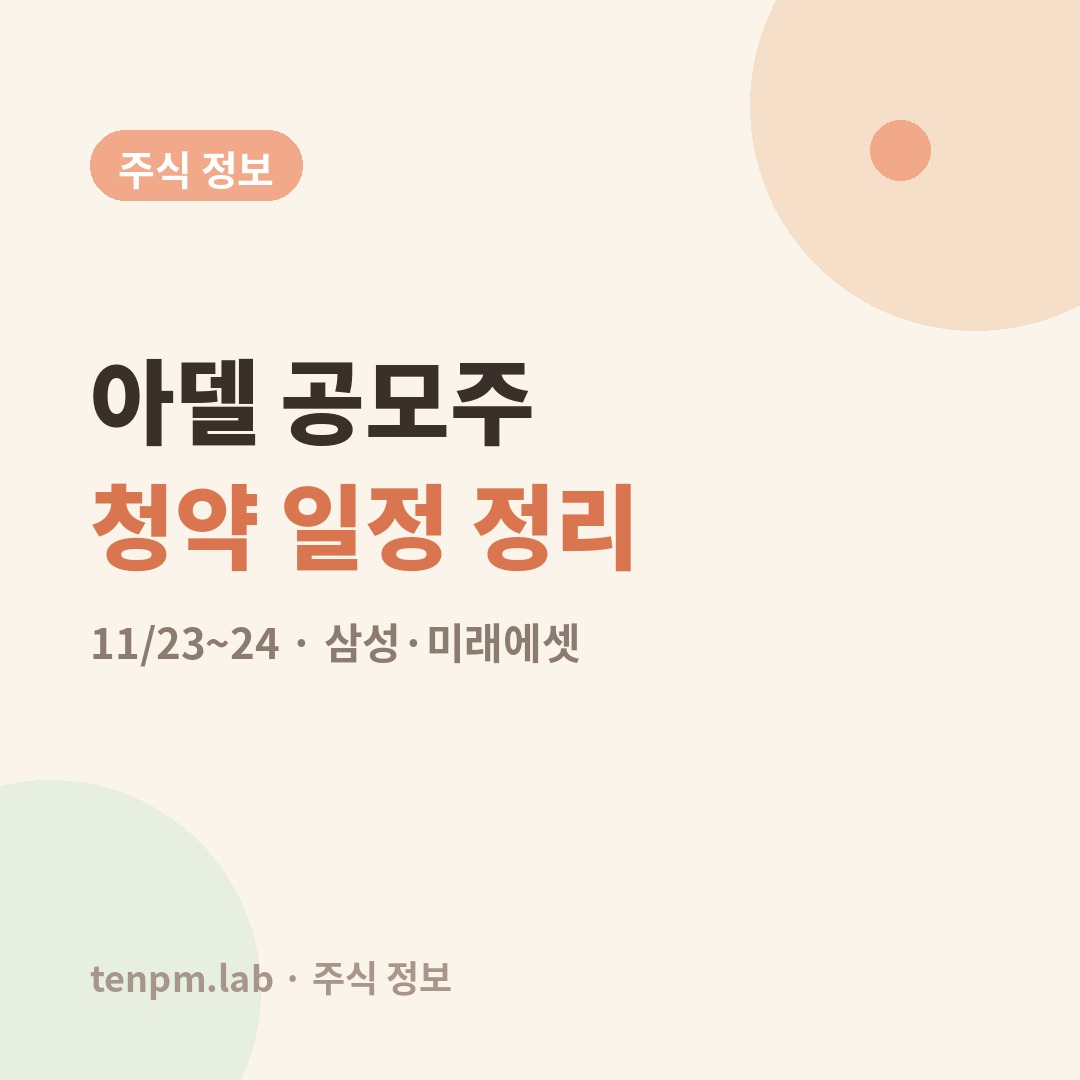 주식 정보
아델 공모주
청약 일정 정리
11/23~24 · 삼성·미래에셋
tenpm.lab · 주식 정보